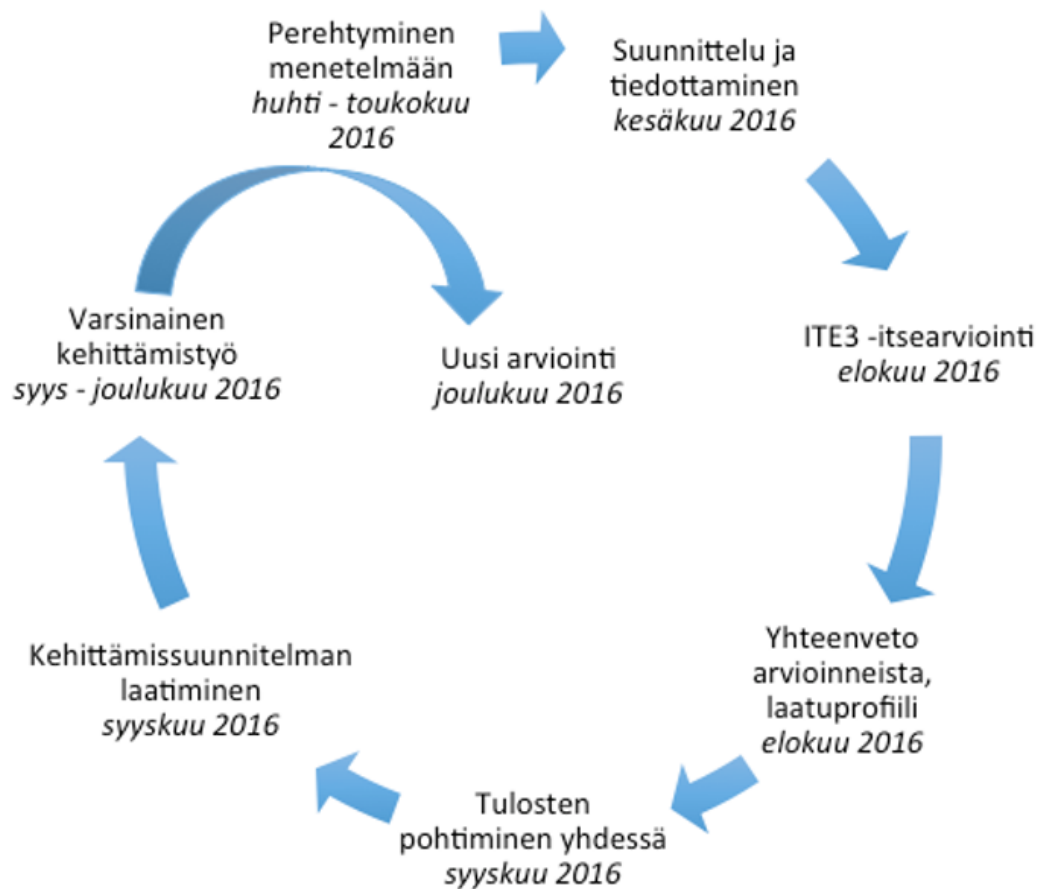 Perehtyminen
menetelmään
huhti - toukokuu
2016
Suunnittelu ja
tiedottaminen
kesäkuu 2016
ITE3 -itsearviointi
elokuu 2016
Yhteenveto
arvioinneista,
laatuprofiili
elokuu 2016
Tulosten
pohtiminen yhdessä
syyskuu 2016
Kehittämissuunnitelman
laatiminen
syyskuu 2016
Varsinainen
kehittämistyö
syys - joulukuu 2016
Uusi arviointi
joulukuu 2016